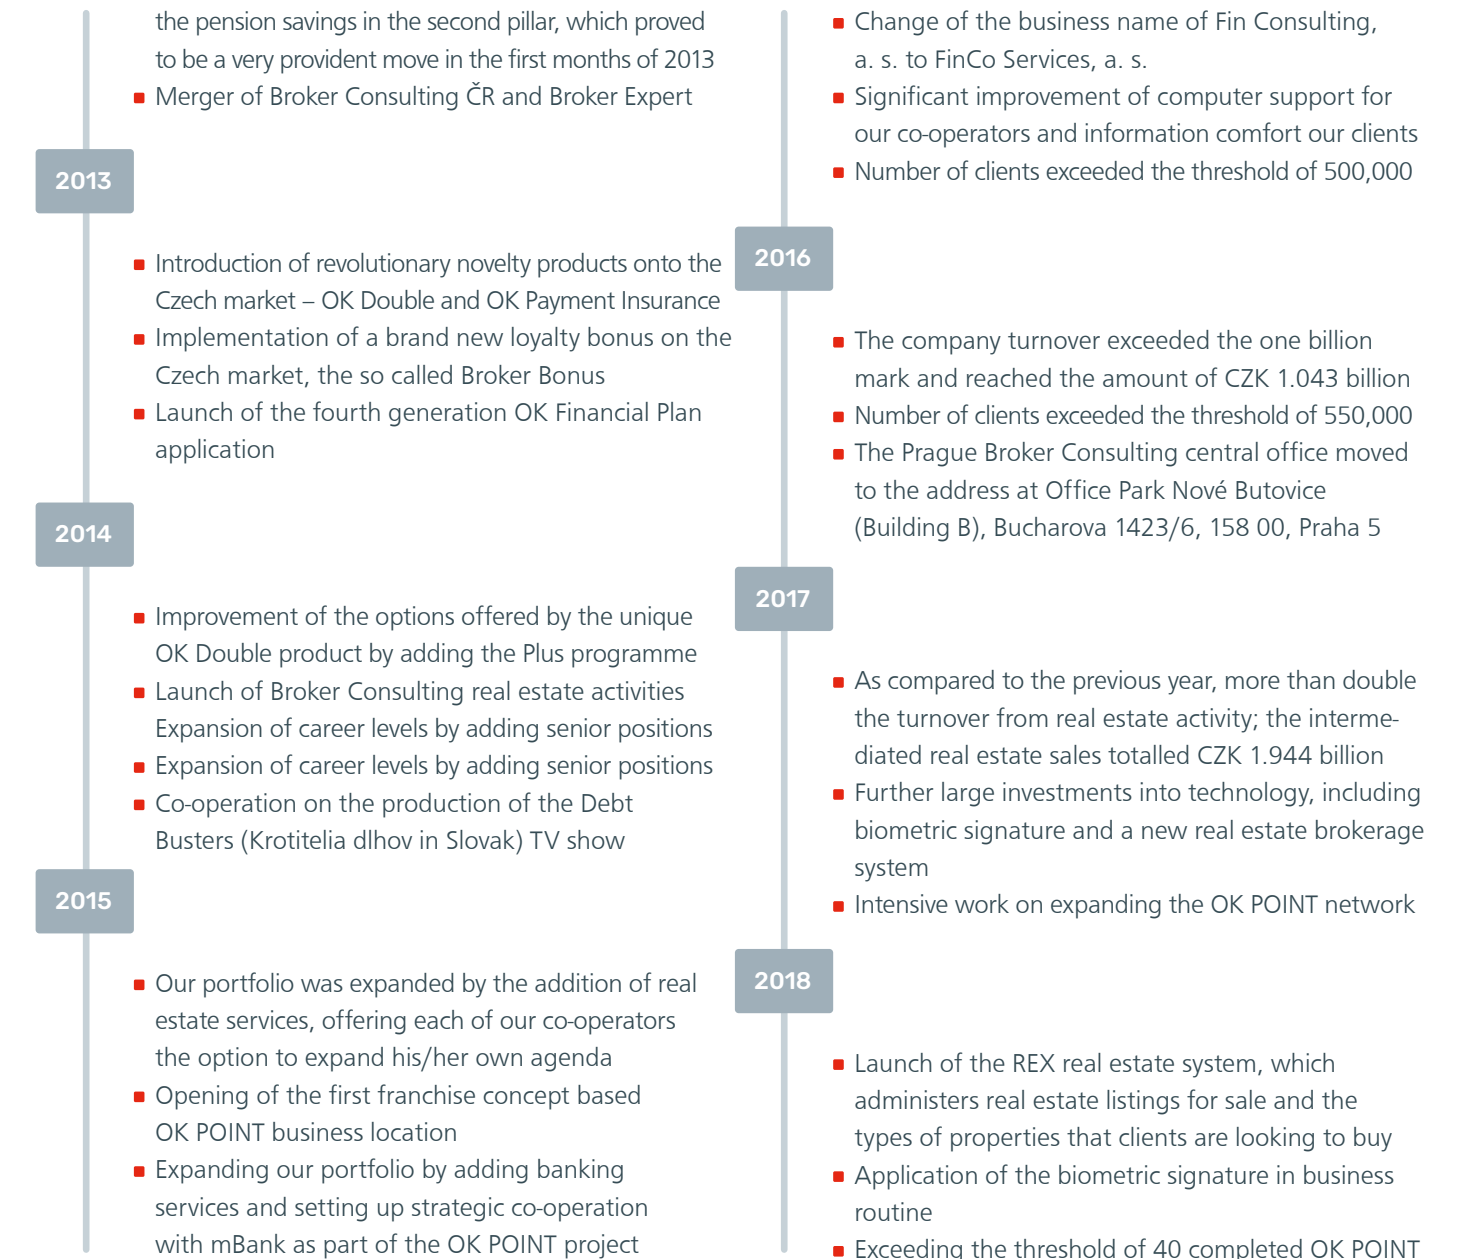 the pension savings in the second pillar, which proved
to be a very provident move in the first months of 2013
Merger of Broker Consulting ČR and Broker Expert
2013
Introduction of revolutionary novelty products onto the
Czech market – OK Double and OK Payment Insurance
Implementation of a brand new loyalty bonus on the
Czech market, the so called Broker Bonus
Launch of the fourth generation OK Financial Plan
application
2014
Improvement of the options offered by the unique
OK Double product by adding the Plus programme
Launch of Broker Consulting real estate activities
Expansion of career levels by adding senior positions
Expansion of career levels by adding senior positions
Co-operation on the production of the Debt
Busters (Krotitelia dlhov in Slovak) TV show
2015
Our portfolio was expanded by the addition of real
estate services, offering each of our co-operators
the option to expand his/her own agenda
Opening of the first franchise concept based
OK POINT business location
Expanding our portfolio by adding banking
services and setting up strategic co-operation
with mBank as part of the OK POINT project
Change of the business name of Fin Consulting,
a. s. to FinCo Services, a. s.
Significant improvement of computer support for
our co-operators and information comfort our clients
Number of clients exceeded the threshold of 500,000
2016
The company turnover exceeded the one billion
mark and reached the amount of CZK 1.043 billion
Number of clients exceeded the threshold of 550,000
The Prague Broker Consulting central office moved
to the address at Office Park Nové Butovice
(Building B), Bucharova 1423/6, 158 00, Praha 5
2017
As compared to the previous year, more than double
the turnover from real estate activity; the interme-
diated real estate sales totalled CZK 1.944 billion
Further large investments into technology, including
biometric signature and a new real estate brokerage
system
Intensive work on expanding the OK POINT network
2018
Launch of the REX real estate system, which
administers real estate listings for sale and the
types of properties that clients are looking to buy
Application of the biometric signature in business
routine
Exceeding the threshold of 40 completed OK POINT